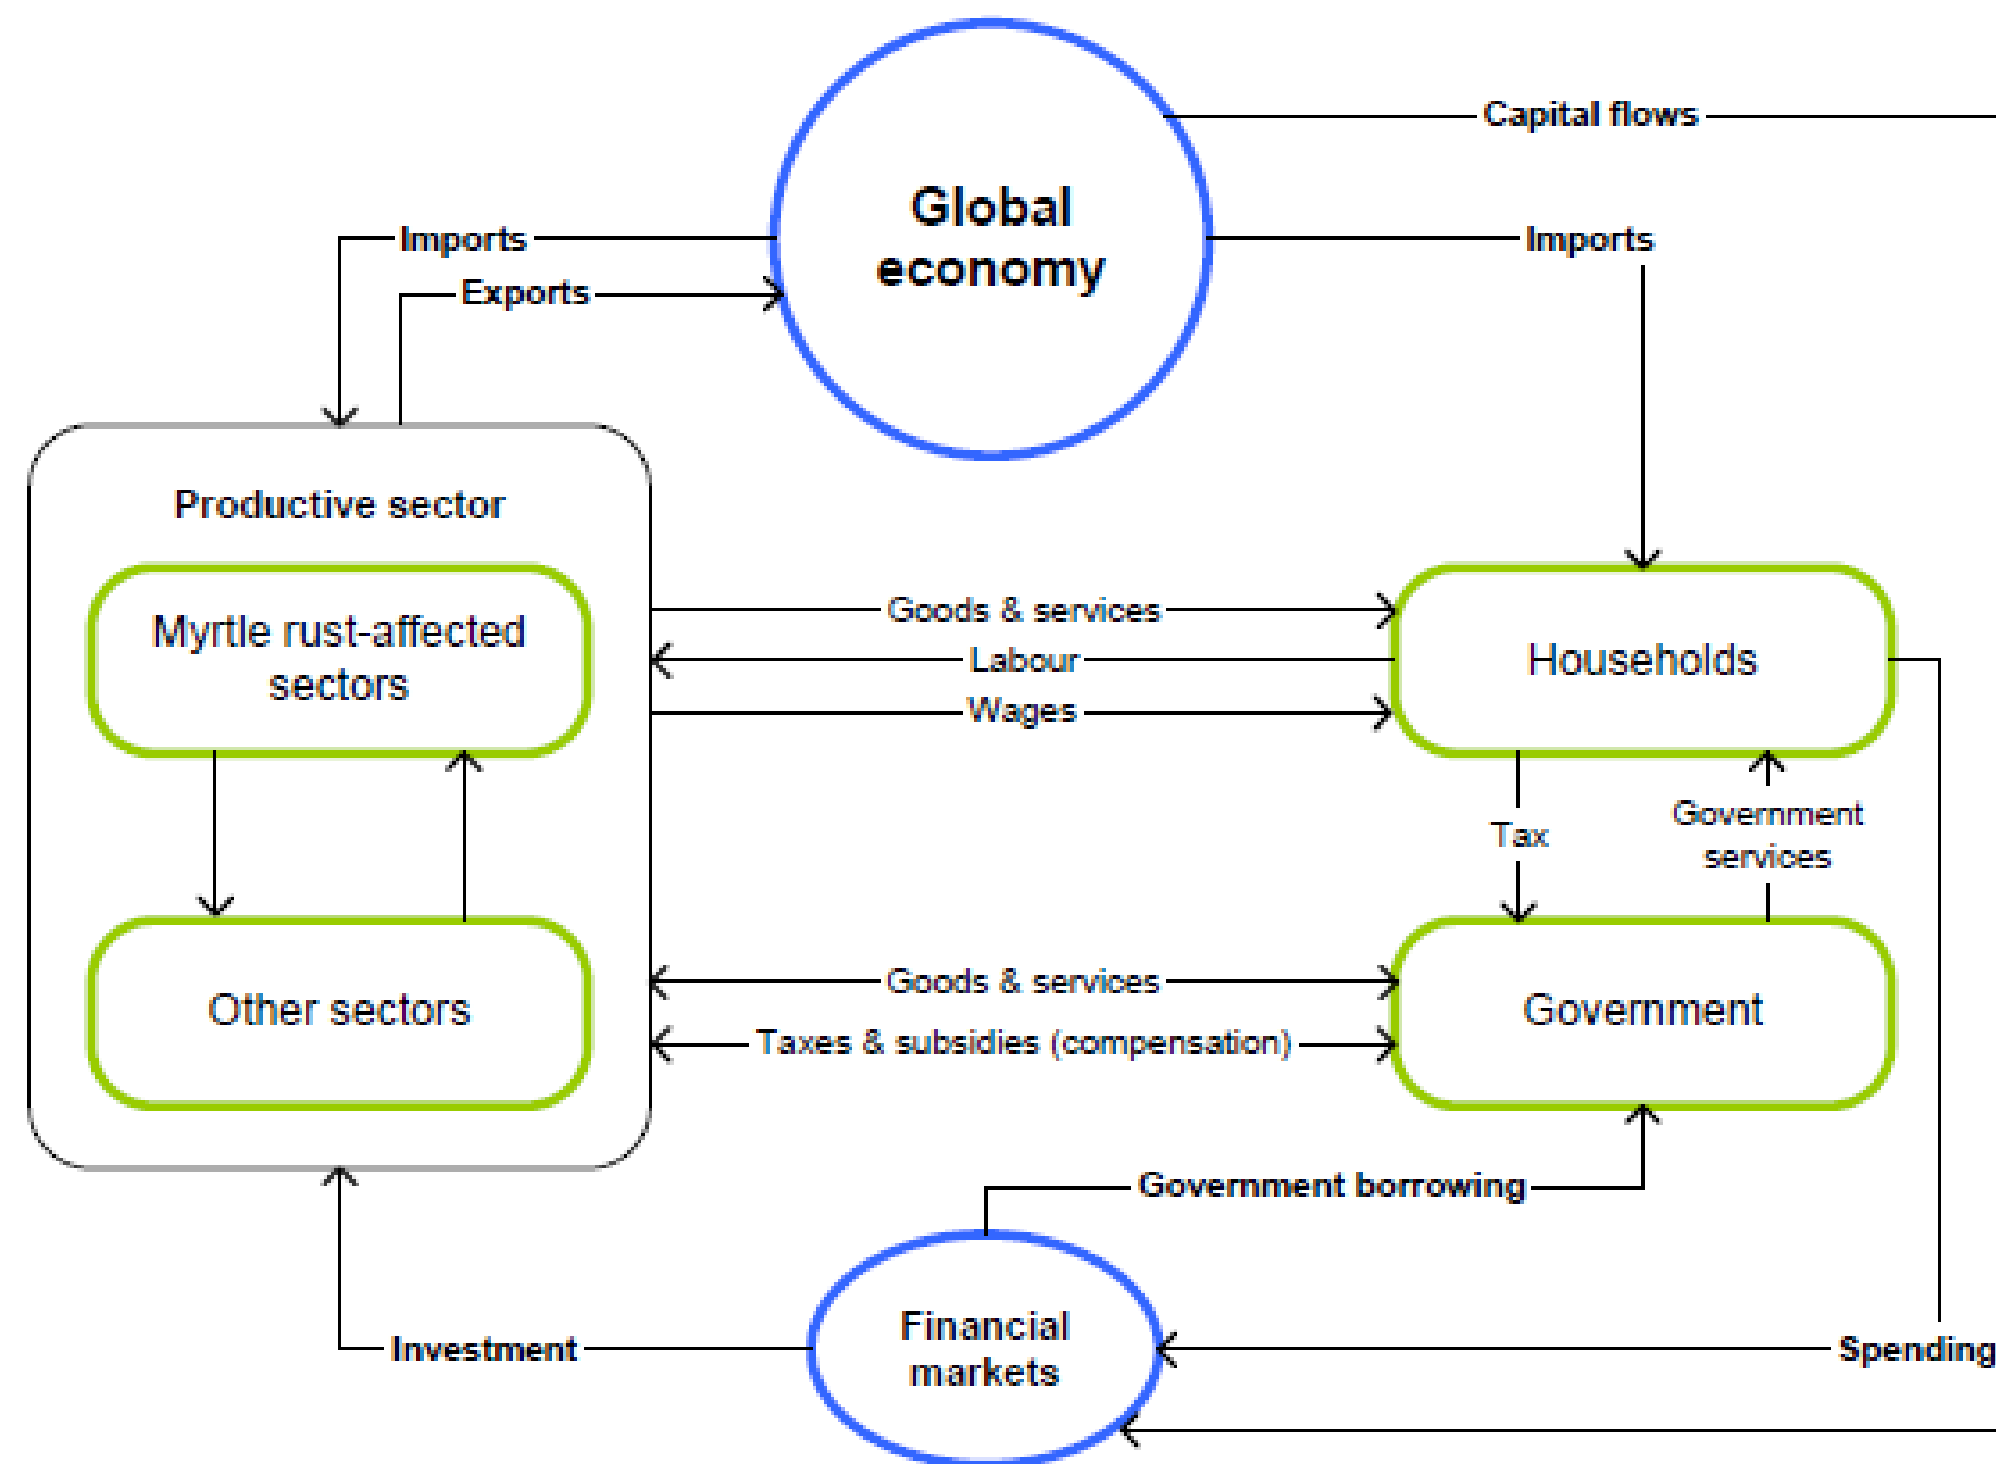 Capital flows
Global
economy
Imports
Imports
Exports
Productive sector
Myrtle rust-affected
sectors
Goods & services
Labour
Wages
Households
Tax
Government
services
Other sectors
Goods & services
Taxes & subsidies (compensation)
Government
Government borrowing
Financial
markets
Investment
Spending